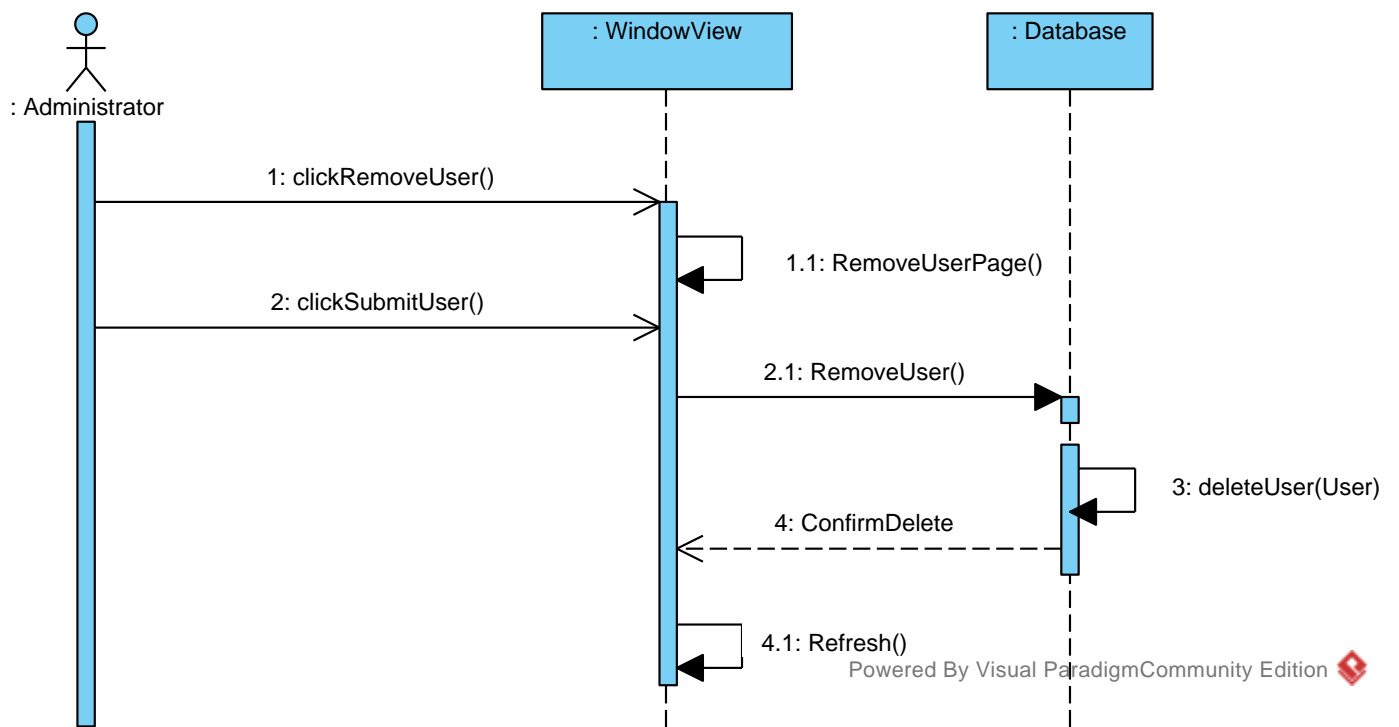 : WindowView
: Database
: Administrator
1: clickRemoveUser()
1.1: RemoveUserPage()
2: clickSubmitUser()
2.1: RemoveUser()
3: deleteUser(User)
4: ConfirmDelete
4.1: Refresh()
Powered By Visual ParadigmCommunity Edition